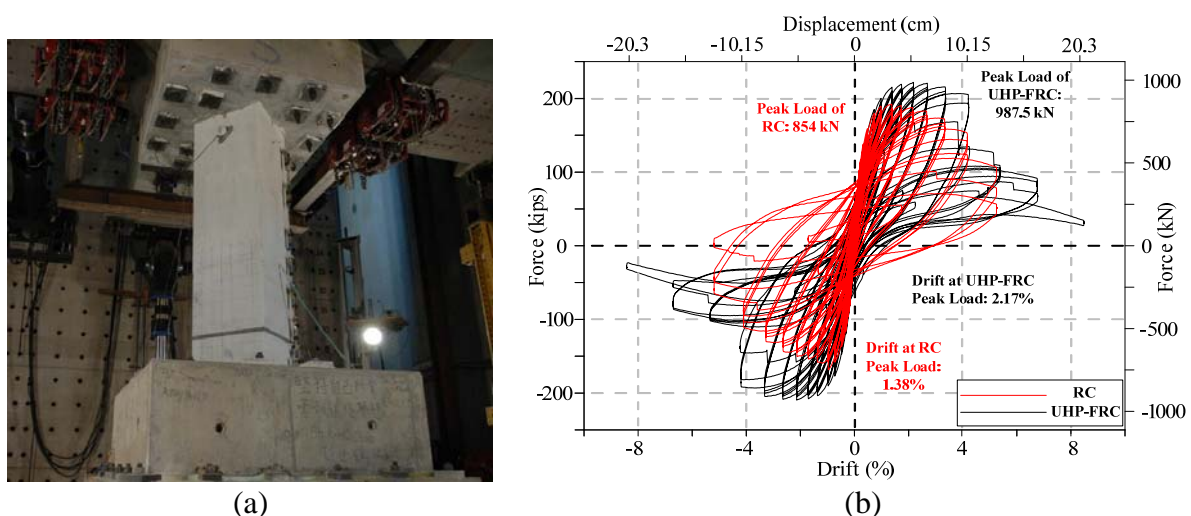 Displacement (cm)
-20.3 -10.15 0 10.15 20.3
Peak Load of
UHP-FRC:
987.5 kN
Peak Load of
RC: 854 kN
200
100
0
-100
-200
Force (kips)
1000
500
0
-500
-1000
Force (kN)
Drift at UHP-FRC
Peak Load: 2.17%
Drift at RC
Peak Load:
1.38%
RC
UHP-FRC
-8 -4 0 4 8
Drift (%)
(a) (b)